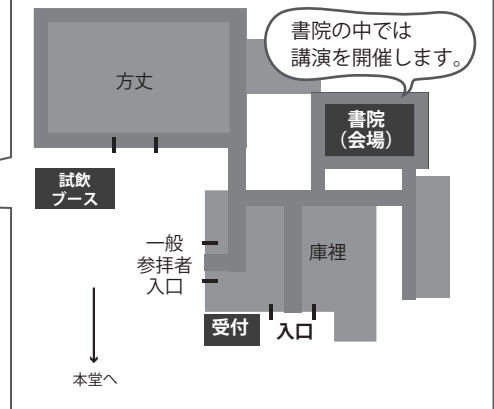 書院の中では
講演を開催します。
方丈
書院
（会場）
試飲
ブース
一般
参拝者
入口
庫裡
受付
入口
本堂へ